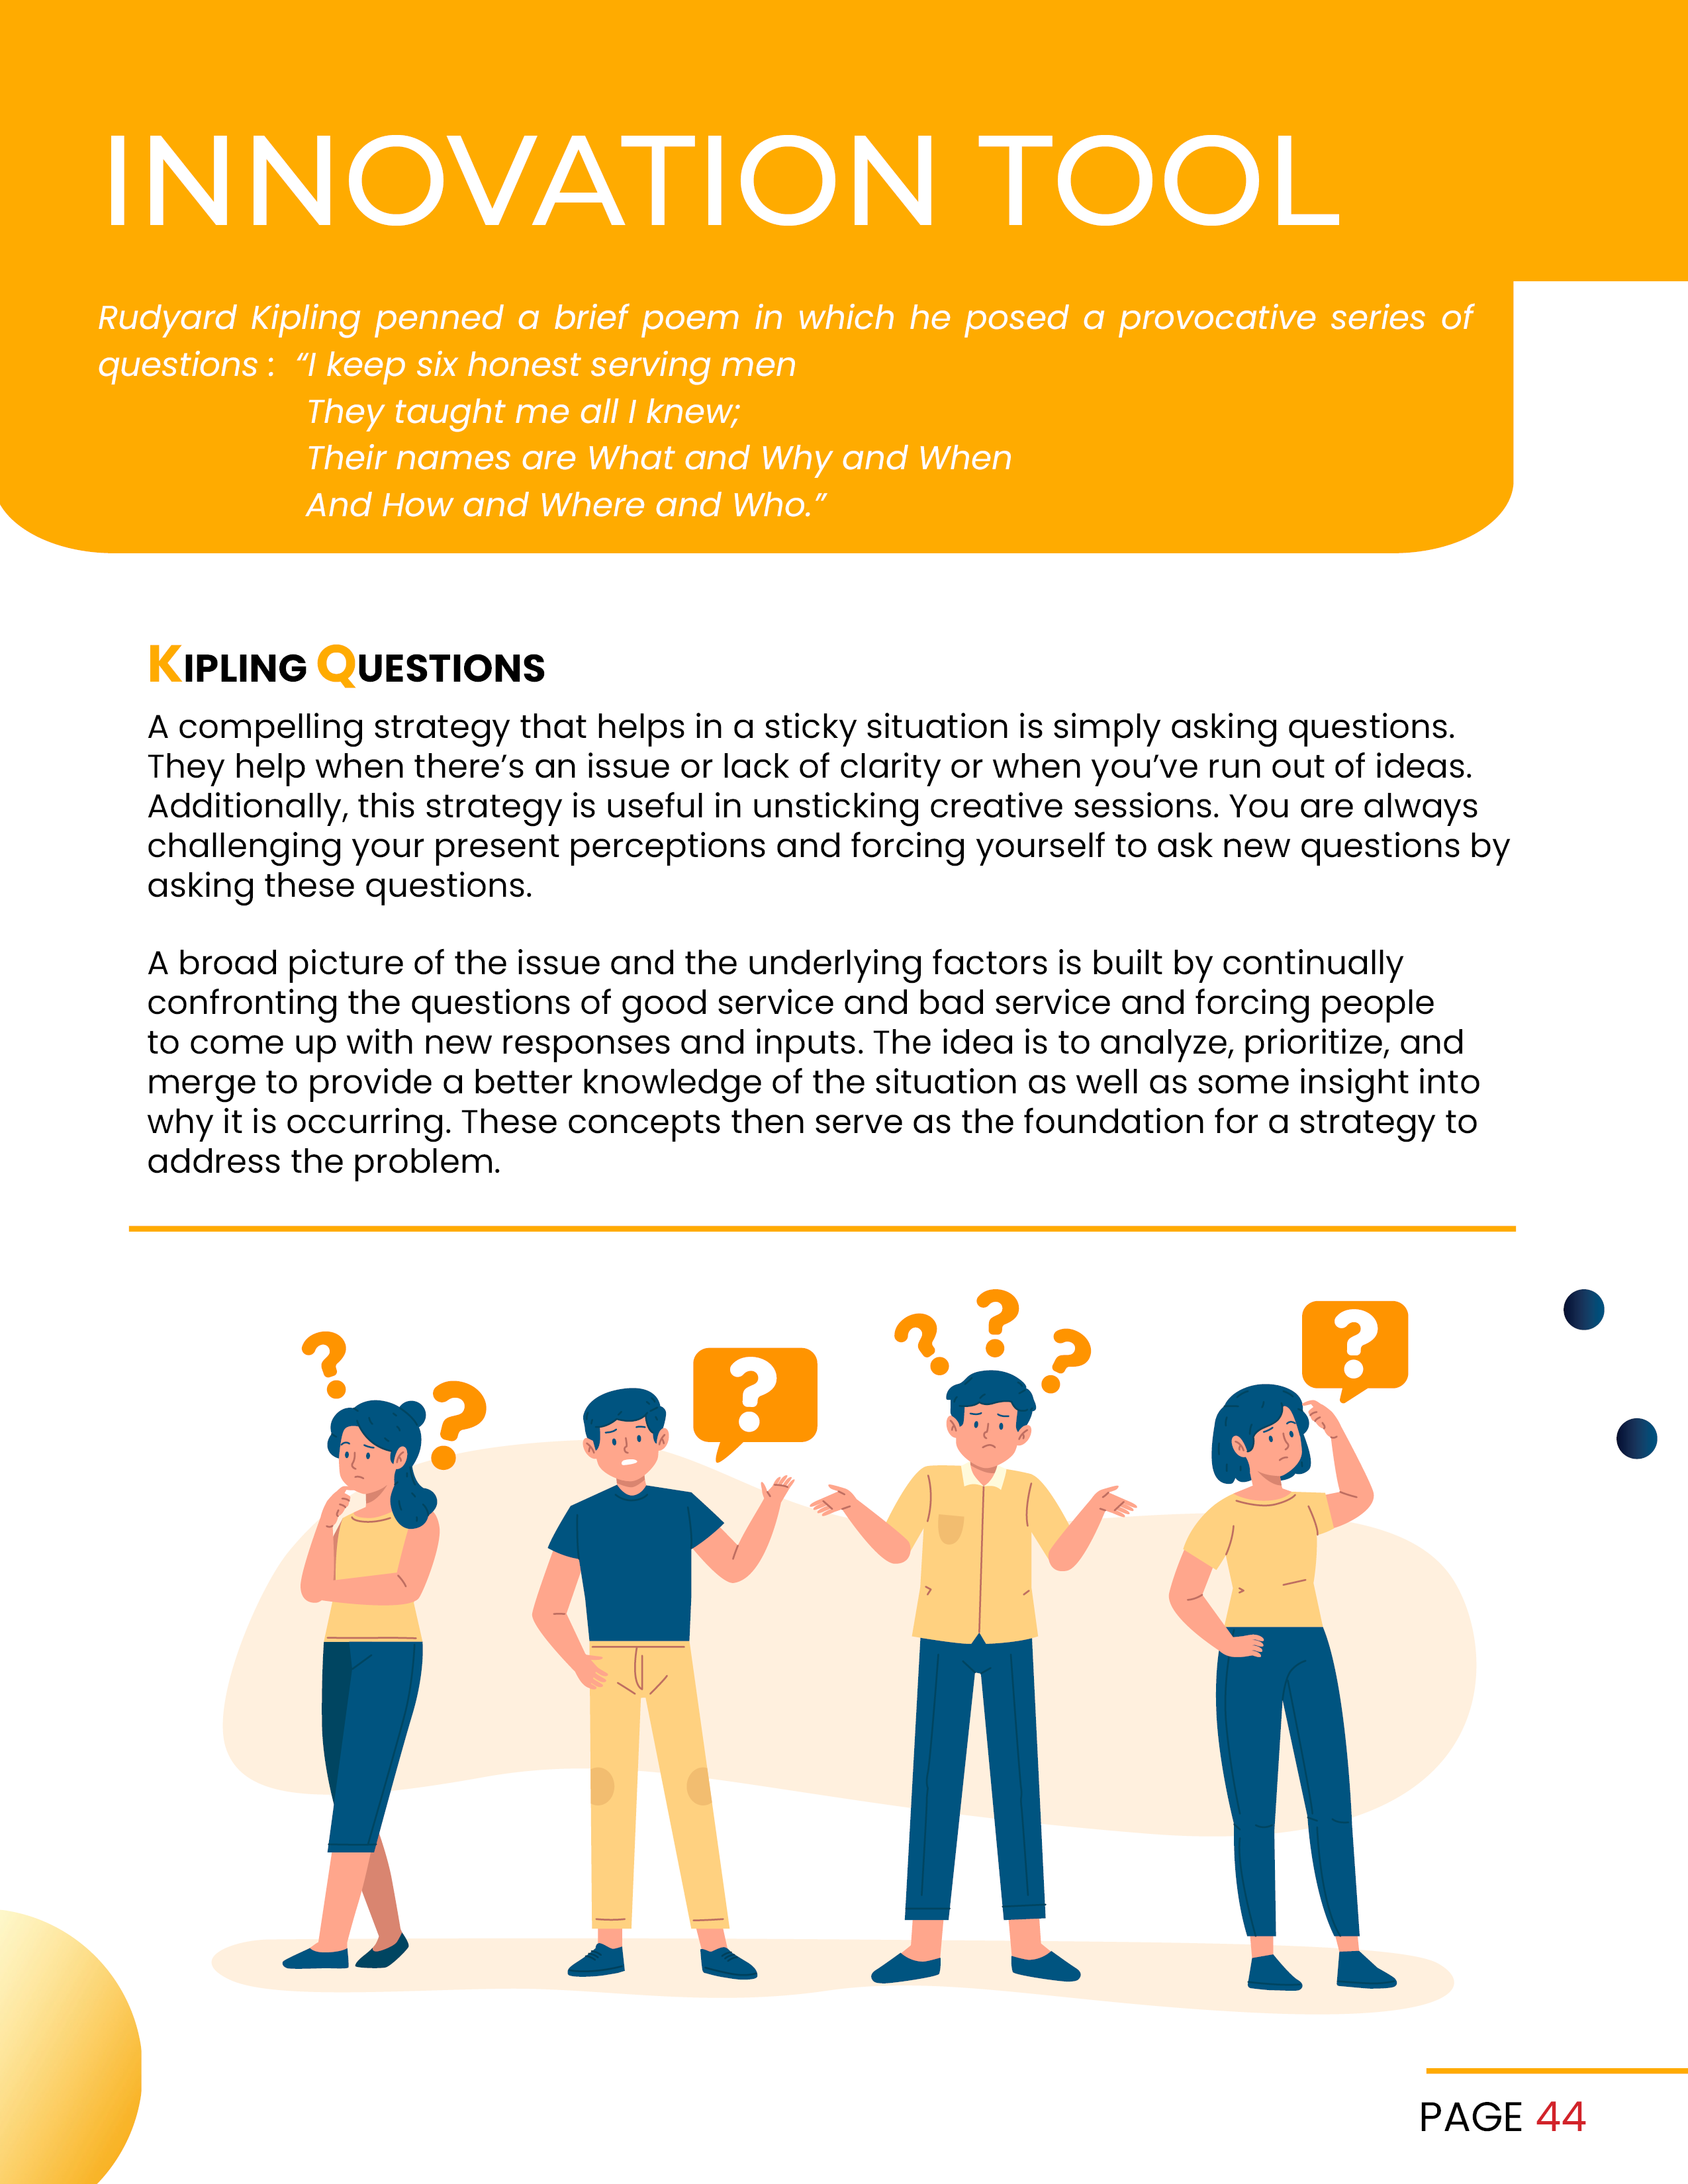 INNOVATION TOOL
Rudyard Kipling penned a brief poem in which he posed a provocative series of
questions : “I keep six honest serving men
They taught me all I knew;
Their names are What and Why and When
And How and Where and Who.”
KIPLING QUESTIONS
A compelling strategy that helps in a sticky situation is simply asking questions.
They help when there’s an issue or lack of clarity or when you’ve run out of ideas.
Additionally, this strategy is useful in unsticking creative sessions. You are always
challenging your present perceptions and forcing yourself to ask new questions by
asking these questions.
A broad picture of the issue and the underlying factors is built by continually
confronting the questions of good service and bad service and forcing people
to come up with new responses and inputs. The idea is to analyze, prioritize, and
merge to provide a better knowledge of the situation as well as some insight into
why it is occurring. These concepts then serve as the foundation for a strategy to
address the problem.
? ? ? ? ? ? ?
PAGE 44